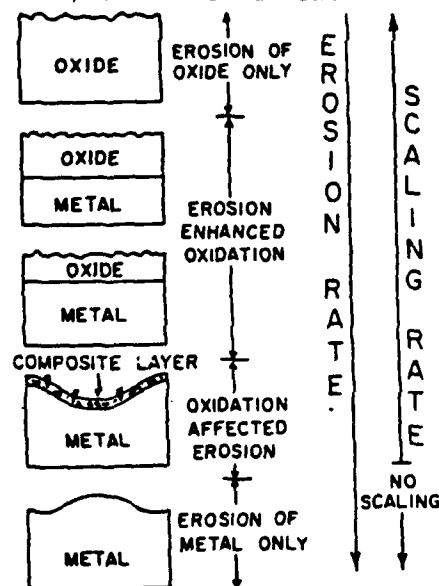 OXIDE
EROSION OF
OXIDE ONLY
OXIDE
METAL
EROSION
ENHANCED
OXIDATION
OXIDE
METAL
COMPOSITE LAYER
METAL
OXIDATION
AFFECTED
EROSION
METAL
EROSION OF
METAL ONLY
EROSION RATE.
SCALING RATE
NO
SCALING